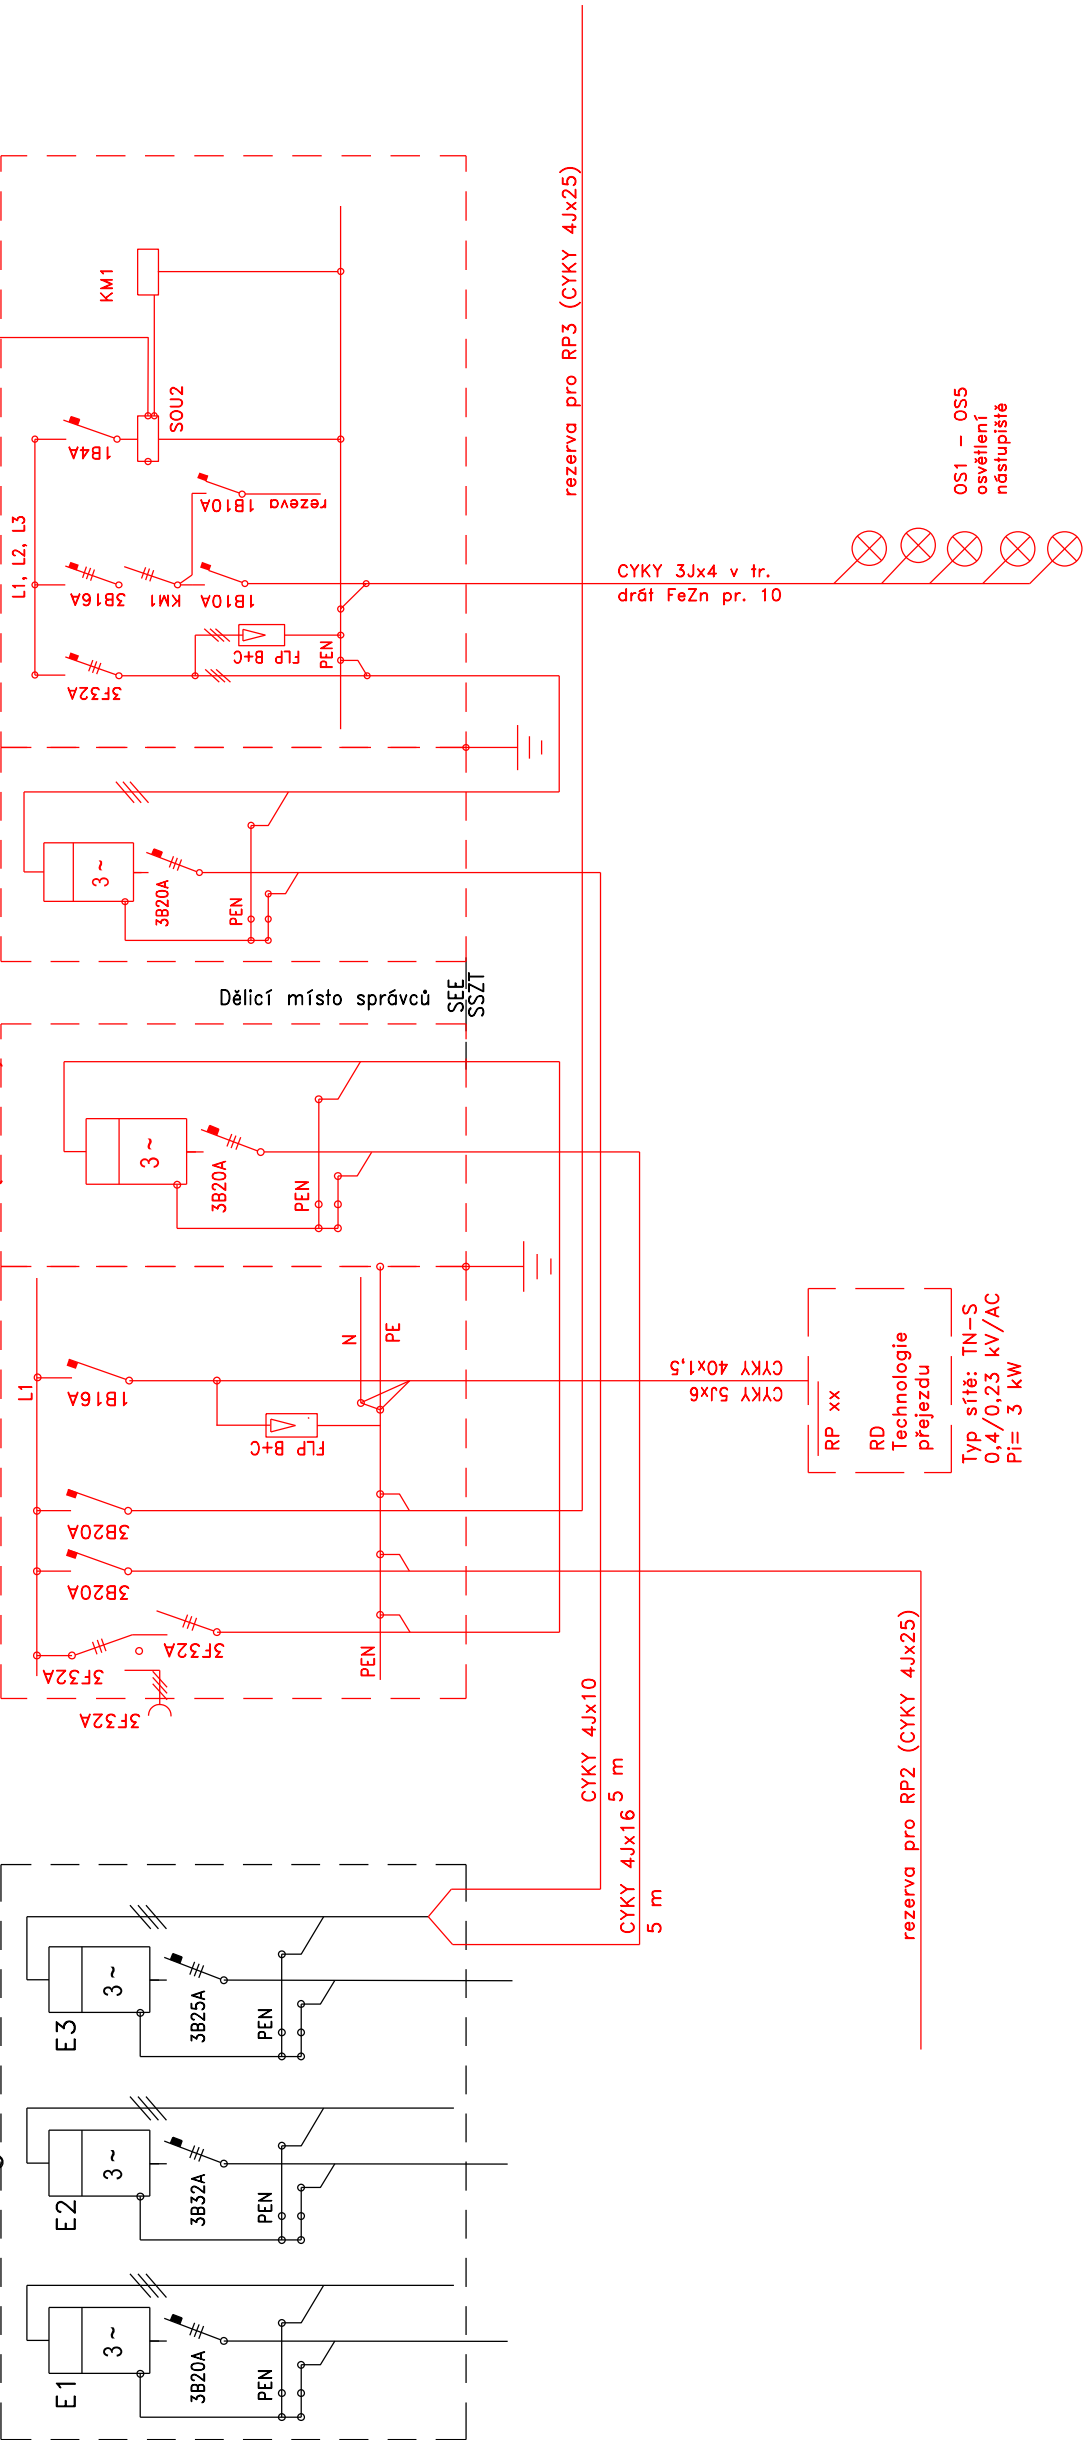 rezerva pro RP3 (CYKY 4Jx25)
KM1
SOU2
1B4A
1B10A
rezeva
L1, L2, L3
3B16A
KM1
1B10A
CYKY 3Jx4 v tr.
drát FeZn pr. 10
OS1 – OS5
osvětlení
nástupiště
FLP B+C
PEN
3F32A
3 ~
3B20A
PEN
Dělicí místo správců
SEE
SSZT
3 ~
3B20A
PEN
N
PE
L1
1B16A
FLP B+C
CYKY 40x1,5
CYKY 5Jx6
RP xx
RD
Technologie
přejezdu
Typ sítě: TN–S
0,4/0,23 kV/AC
Pi= 3 kW
3B20A
3B20A
3F32A
3F32A
3F32A
PEN
CYKY 4Jx10
5 m
CYKY 4Jx16
5 m
rezerva pro RP2 (CYKY 4Jx25)
E3
3 ~
3B25A
PEN
E2
3 ~
3B32A
PEN
E1
3 ~
3B20A
PEN